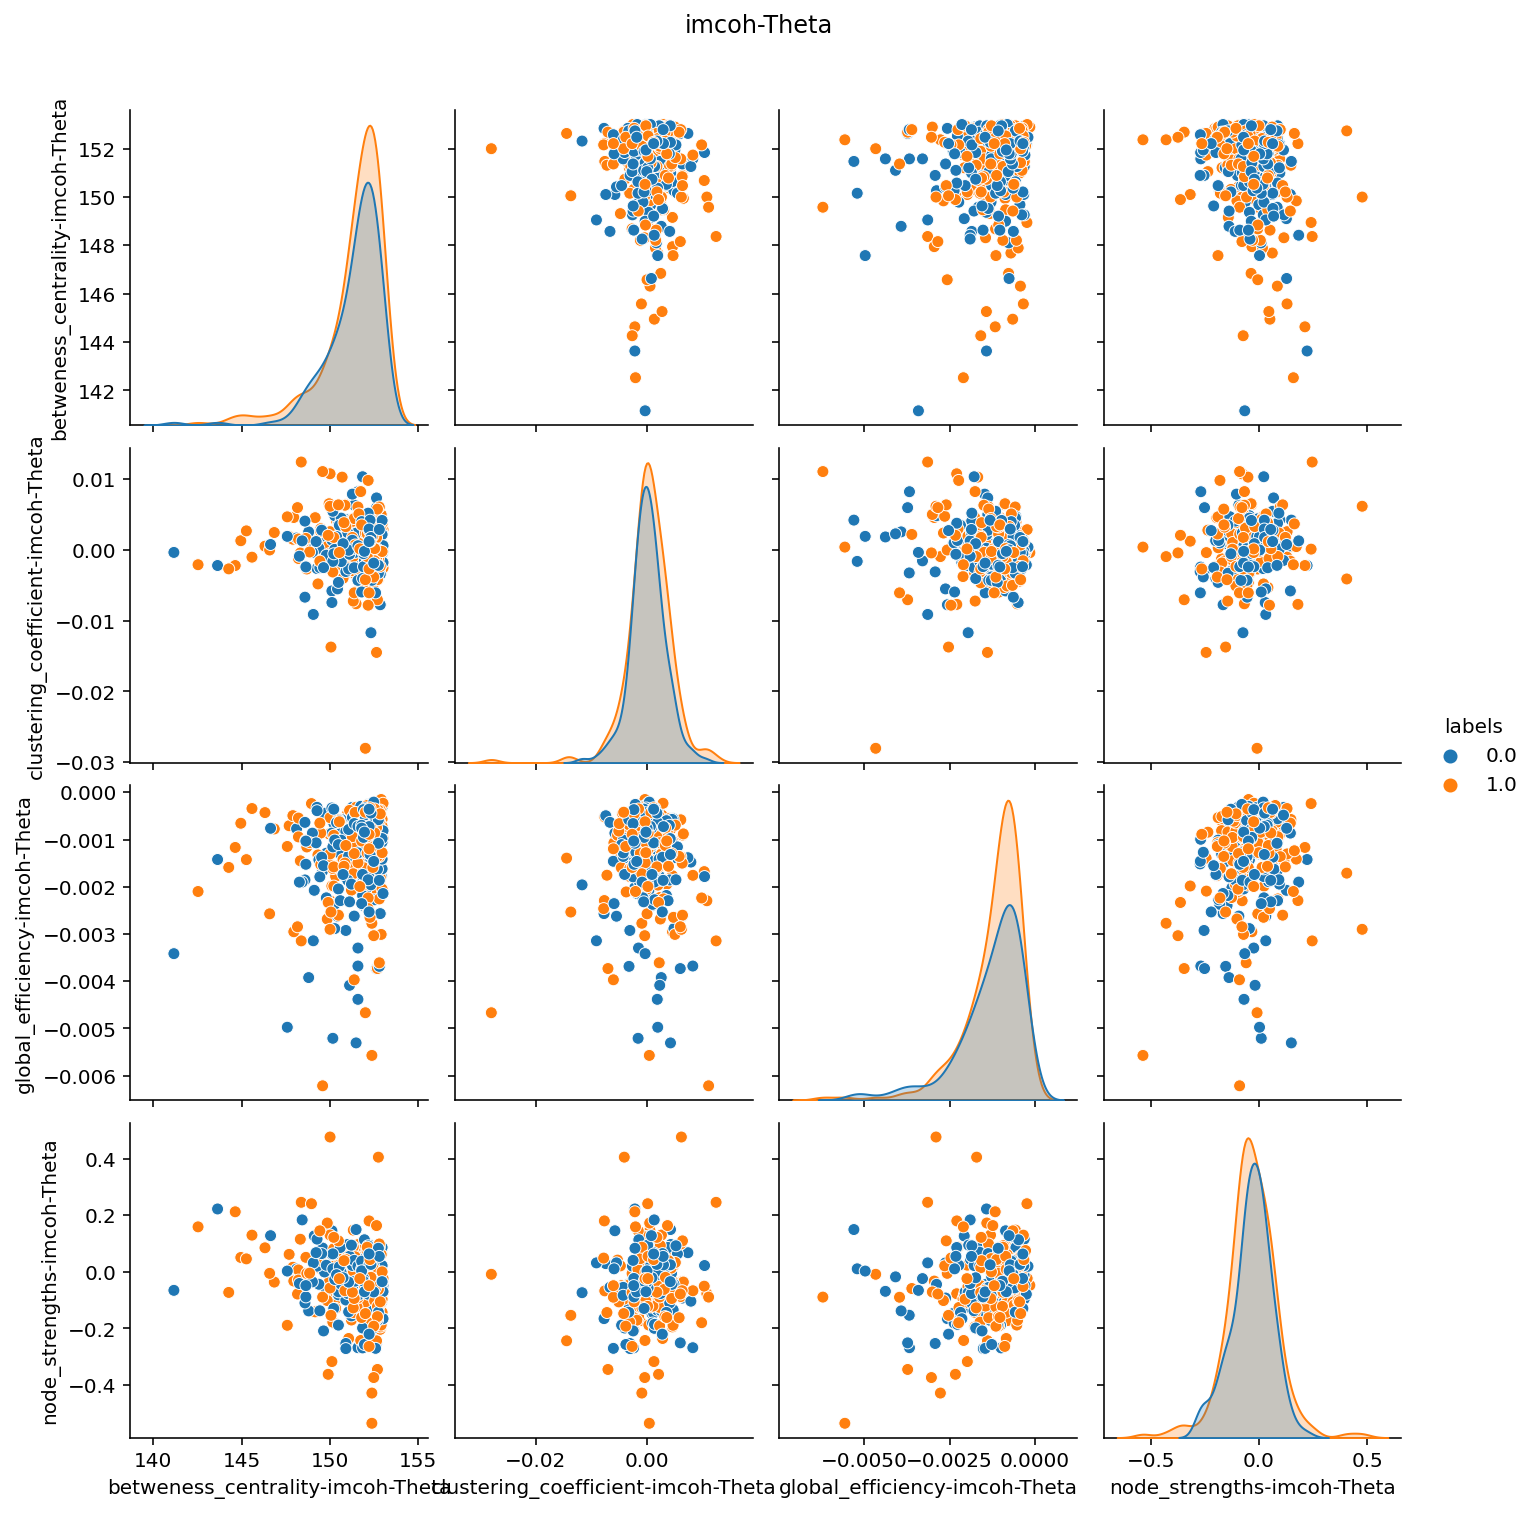 imcoh-Theta
betweness_centrality-imcoh-Theta
152
150
148
146
144
142
clustering_coefficient-imcoh-Theta
0.01
0.00
−0.01
−0.02
−0.03
global_efficiency-imcoh-Theta
0.000
−0.001
−0.002
−0.003
−0.004
−0.005
−0.006
node_strengths-imcoh-Theta
0.4
0.2
0.0
−0.2
−0.4
140 145 150 155
−0.02 0.00
−0.0050 −0.0025 0.0000
−0.5 0.0 0.5
betweness_centrality-imcoh-Theta
clustering_coefficient-imcoh-Theta
global_efficiency-imcoh-Theta
node_strengths-imcoh-Theta
labels
0.0
1.0